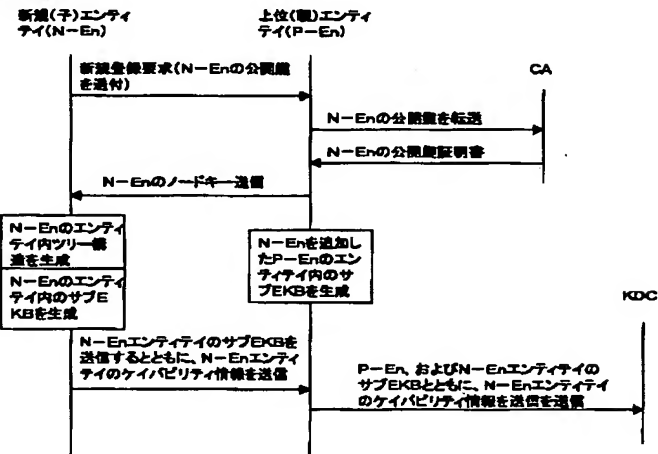 新規(子)エンティ
ティ(N-En)
上位(親)エンティ
ティ(P-En)
新規登録要求(N-Enの公開鍵
を送付)
CA
N-Enの公開鍵を転送
N-Enの公開鍵証明書
N-Enのノードキー送信
N-Enのエンティ
ティ内ツリー構
造を生成
N-Enのエンティ
ティ内のサブE
KBを生成
N-Enを追加し
たP-Enのエン
ティティ内のサ
ブEKBを生成
KDC
N-EnエンティティのサブEKBを
送信するとともに、N-Enエンティ
ティのケイパビリティ情報を送信
P-En、およびN-Enエンティティの
サブEKBとともに、N-Enエンティティ
のケイパビリティ情報を送信を送信